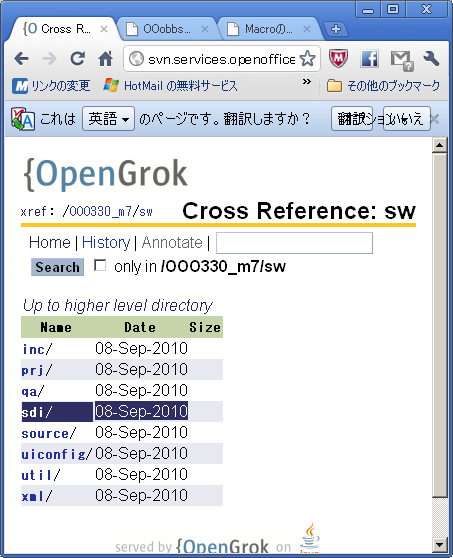 {O Cross R...
OOobbs...
Macroの
svn.services.openoffice
リンクの変更 HotMail の無料サービス » その他のブックマーク
これは 英語 のページです。翻訳しますか？ いいえ
{OpenGrok
xref: /OOO330_m7/sw
Cross Reference: sw
Home | History | Annotate |
Search only in /OOO330_m7/sw
Up to higher level directory
Name Date Size
inc/ 08-Sep-2010
prj/ 08-Sep-2010
qa/ 08-Sep-2010
sdi/ 08-Sep-2010
source/ 08-Sep-2010
uiconfig/ 08-Sep-2010
util/ 08-Sep-2010
xml/ 08-Sep-2010
served by {OpenGrok on